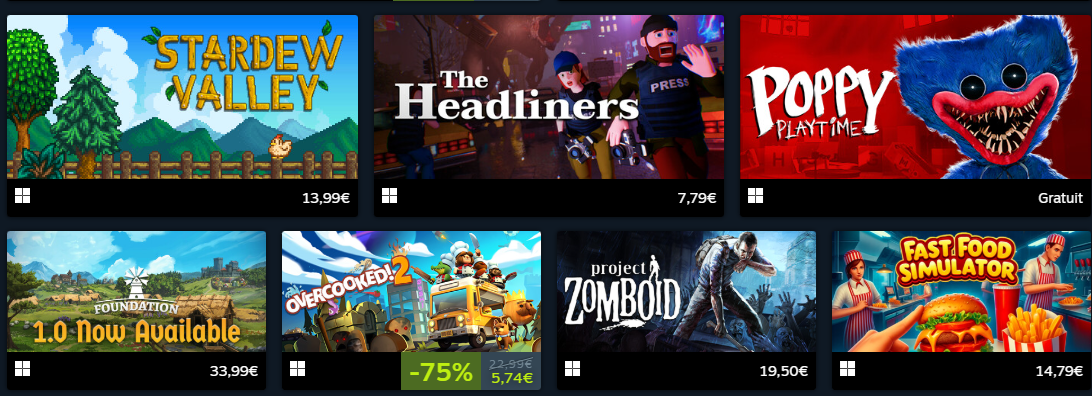 STARDEW
VALLEY
13,99€
The
Headliners
PRESS
7,79€
POPPY
PLAYTIME
Gratuit
FOUNDATION
1.0 Now Available
33,99€
OVERCOOKED! 2
-75%
22,99€
5,74€
project
ZOMBOID
19,50€
FAST FOOD
SIMULATOR
14,79€